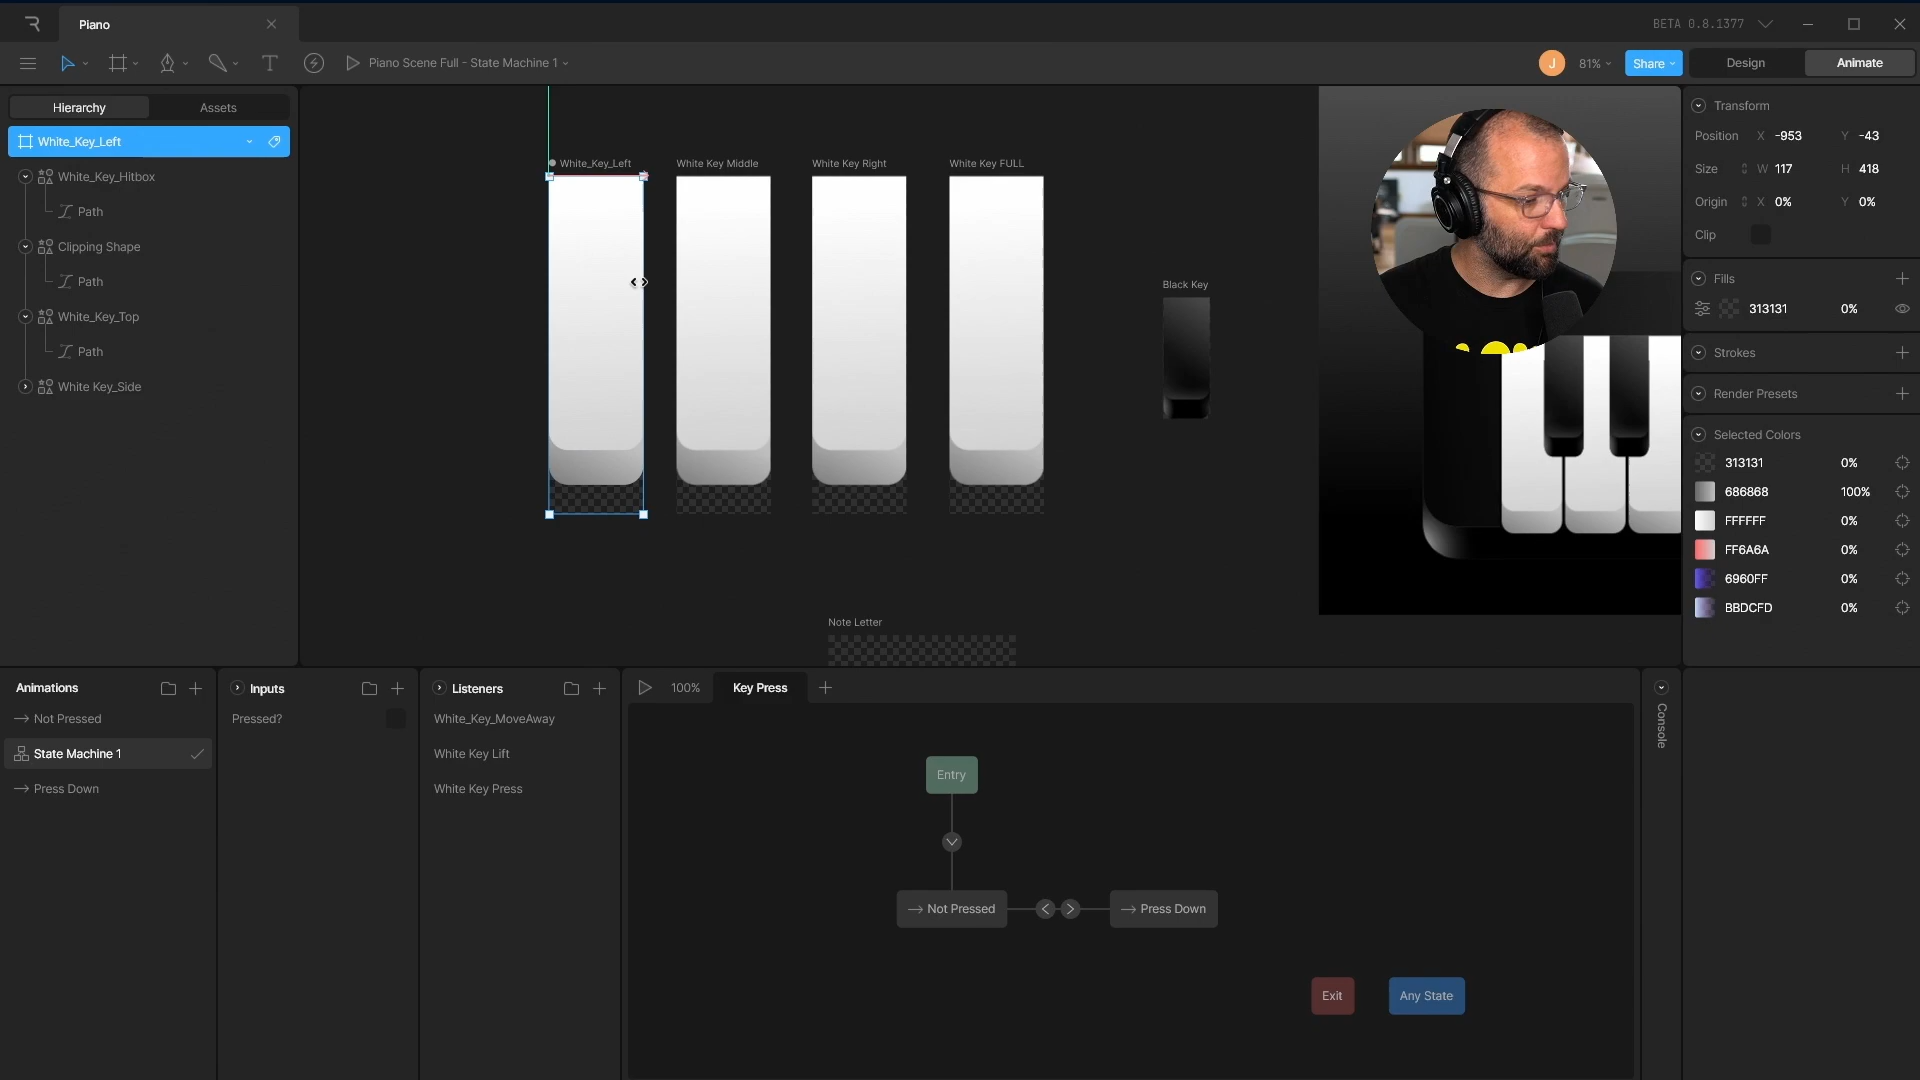 Piano
BETA 0.8.1377
Piano Scene Full - State Machine 1
J
81%
Share
Design
Animate
Hierarchy
Assets
White_Key_Left
White_Key_Hitbox
Path
Clipping Shape
Path
White_Key_Top
Path
White Key_Side
White_Key_Left
White Key Middle
White Key Right
White Key FULL
Black Key
Note Letter
Transform
Position X -953 Y -43
Size W 117 H 418
Origin X 0% Y 0%
Clip
Fills
313131 0%
Strokes
Render Presets
Selected Colors
313131 0%
686868 100%
FFFFFF 0%
FF6A6A 0%
6960FF 0%
BBDCFD 0%
Animations
Not Pressed
State Machine 1
Press Down
Inputs
Pressed?
Listeners
White_Key_MoveAway
White Key Lift
White Key Press
100%
Key Press
Entry
Not Pressed
Press Down
Exit
Any State
Console